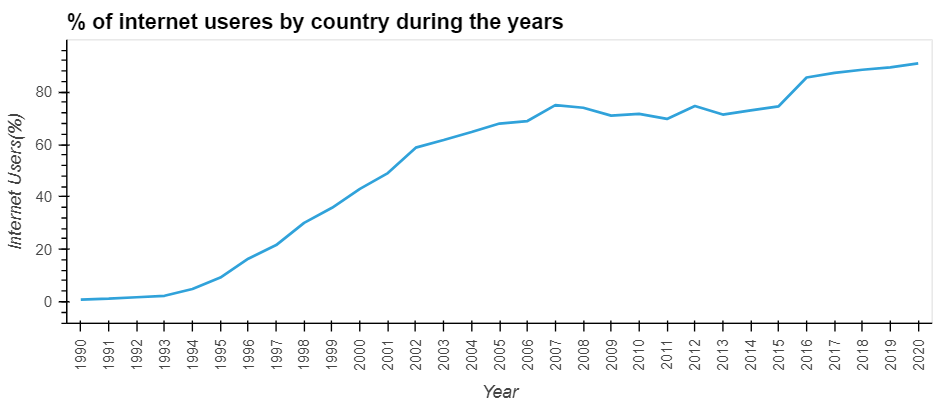 % of internet useres by country during the years
Internet Users(%)
80
60
40
20
0
1990 1991 1992 1993 1994 1995 1996 1997 1998 1999 2000 2001 2002 2003 2004 2005 2006 2007 2008 2009 2010 2011 2012 2013 2014 2015 2016 2017 2018 2019 2020
Year